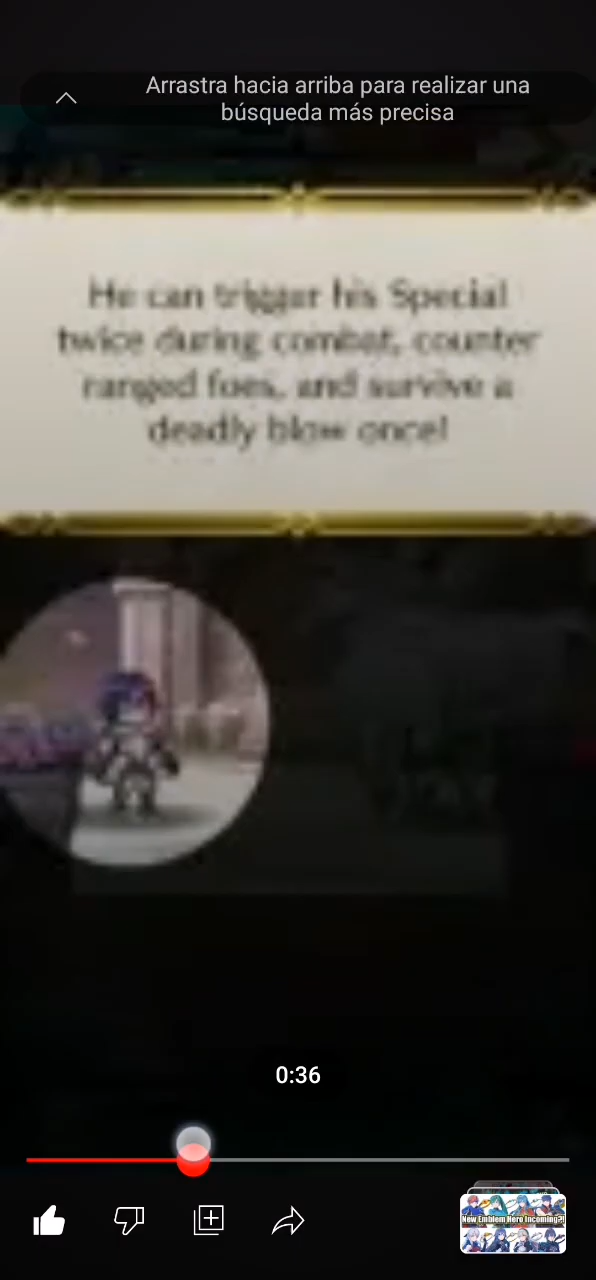 Arrastra hacia arriba para realizar una
búsqueda más precisa
He can trigger his Special
twice during combat, counter
ranged foes, and survive a
deadly blow once!
0:36
New Emblem Hero Incoming?!